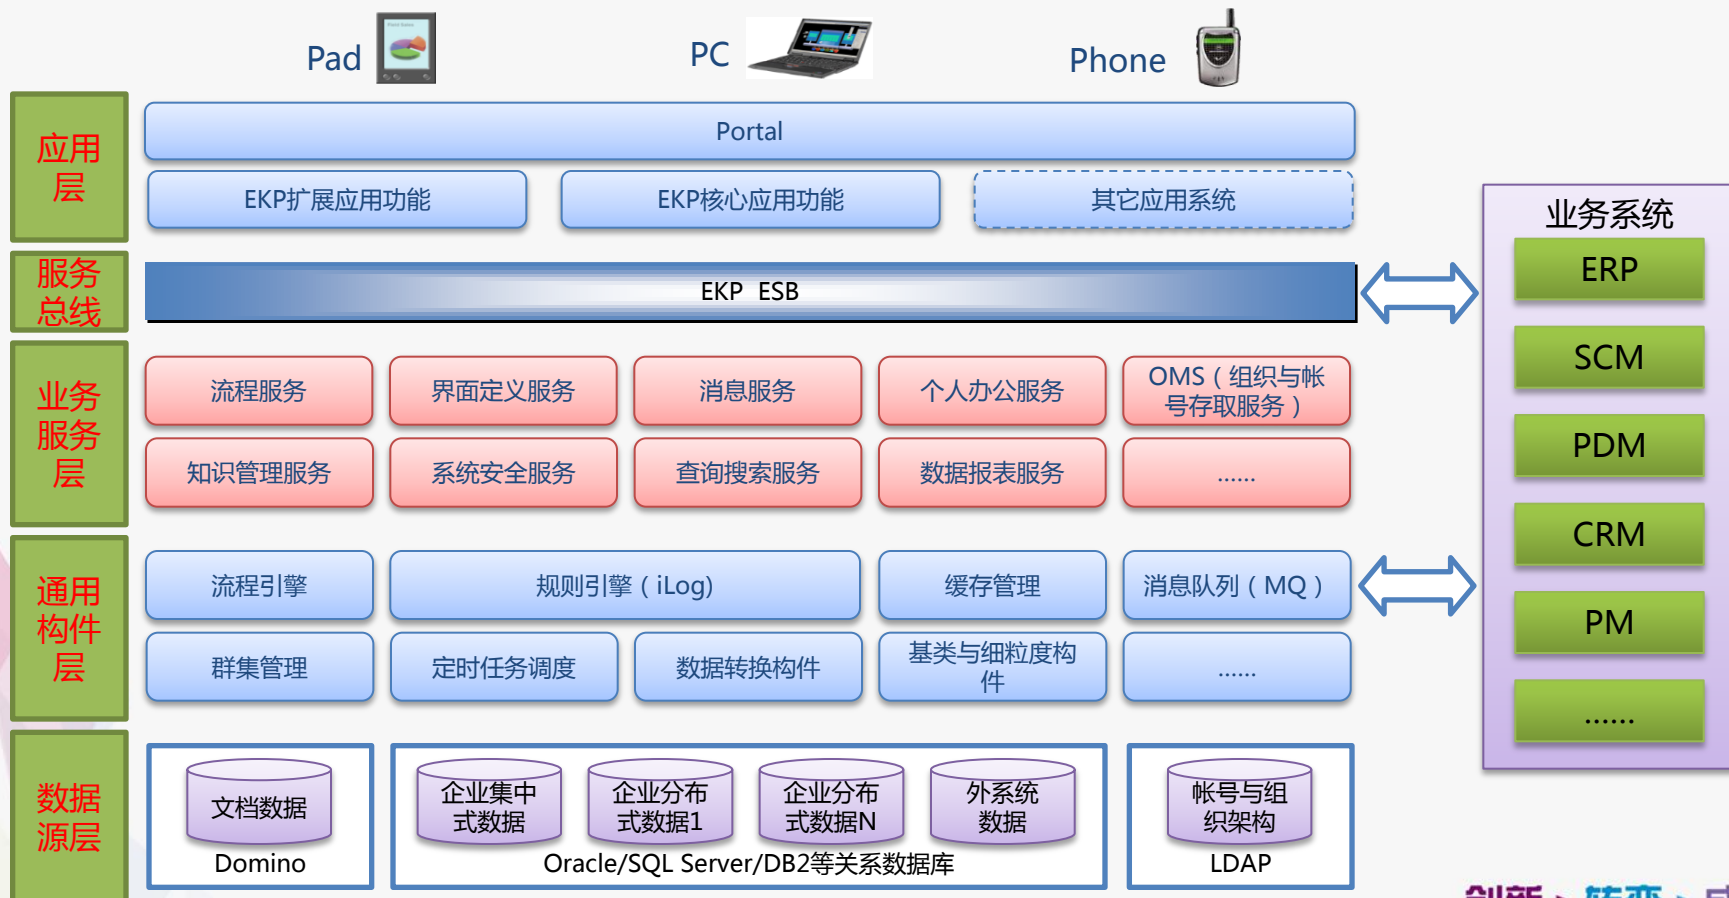 Pad
PC
Phone
应用
层
Portal
EKP扩展应用功能
EKP核心应用功能
其它应用系统
服务
总线
EKP ESB
业务
服务
层
流程服务
界面定义服务
消息服务
个人办公服务
OMS（组织与帐
号存取服务）
知识管理服务
系统安全服务
查询搜索服务
数据报表服务
......
通用
构件
层
流程引擎
规则引擎（iLog)
缓存管理
消息队列（MQ）
群集管理
定时任务调度
数据转换构件
基类与细粒度构
件
......
数据
源层
文档数据
Domino
企业集中
式数据
企业分布
式数据1
企业分布
式数据N
外系统
数据
Oracle/SQL Server/DB2等关系数据库
帐号与组
织架构
LDAP
业务系统
ERP
SCM
PDM
CRM
PM
......